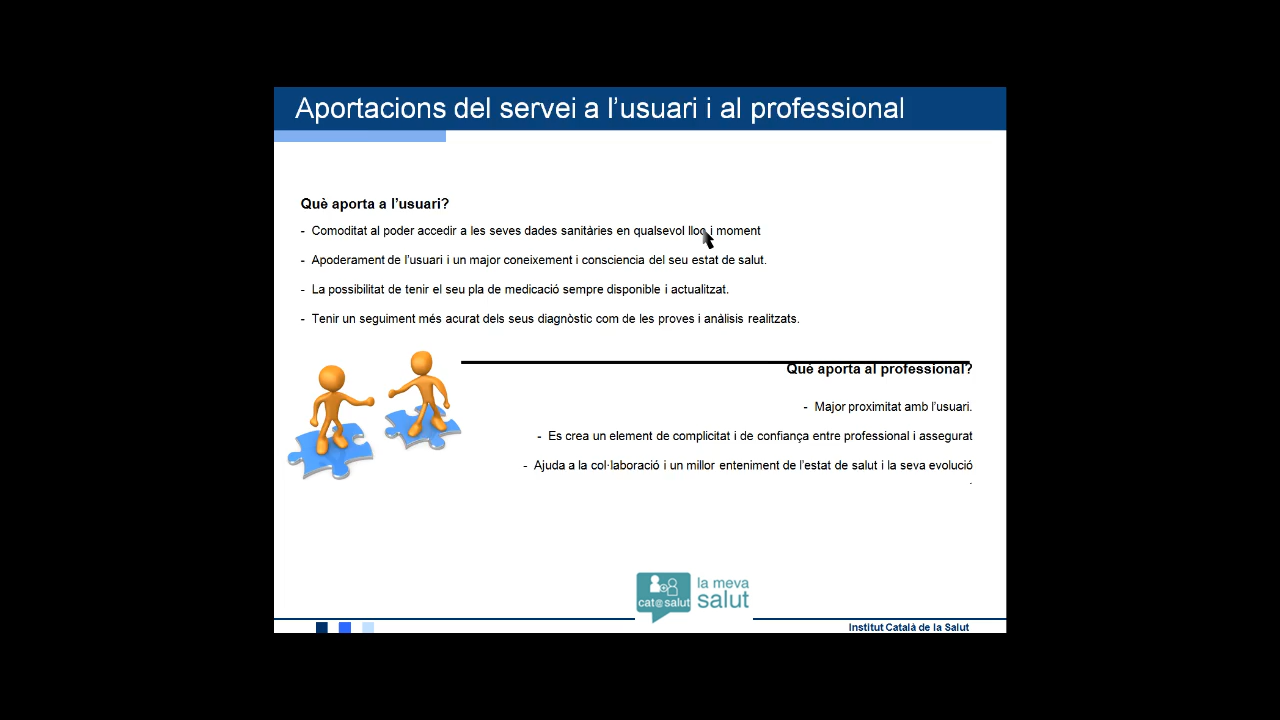 Aportacions del servei a l’usuari i al professional
Què aporta a l’usuari?
- Comoditat al poder accedir a les seves dades sanitàries en qualsevol lloc i moment
- Apoderament de l’usuari i un major coneixement i consciencia del seu estat de salut.
- La possibilitat de tenir el seu pla de medicació sempre disponible i actualitzat.
- Tenir un seguiment més acurat dels seus diagnòstic com de les proves i anàlisis realitzats.
Què aporta al professional?
- Major proximitat amb l’usuari.
- Es crea un element de complicitat i de confiança entre professional i assegurat
- Ajuda a la col·laboració i un millor enteniment de l’estat de salut i la seva evolució
.
cat@salut
la meva
salut
Institut Català de la Salut